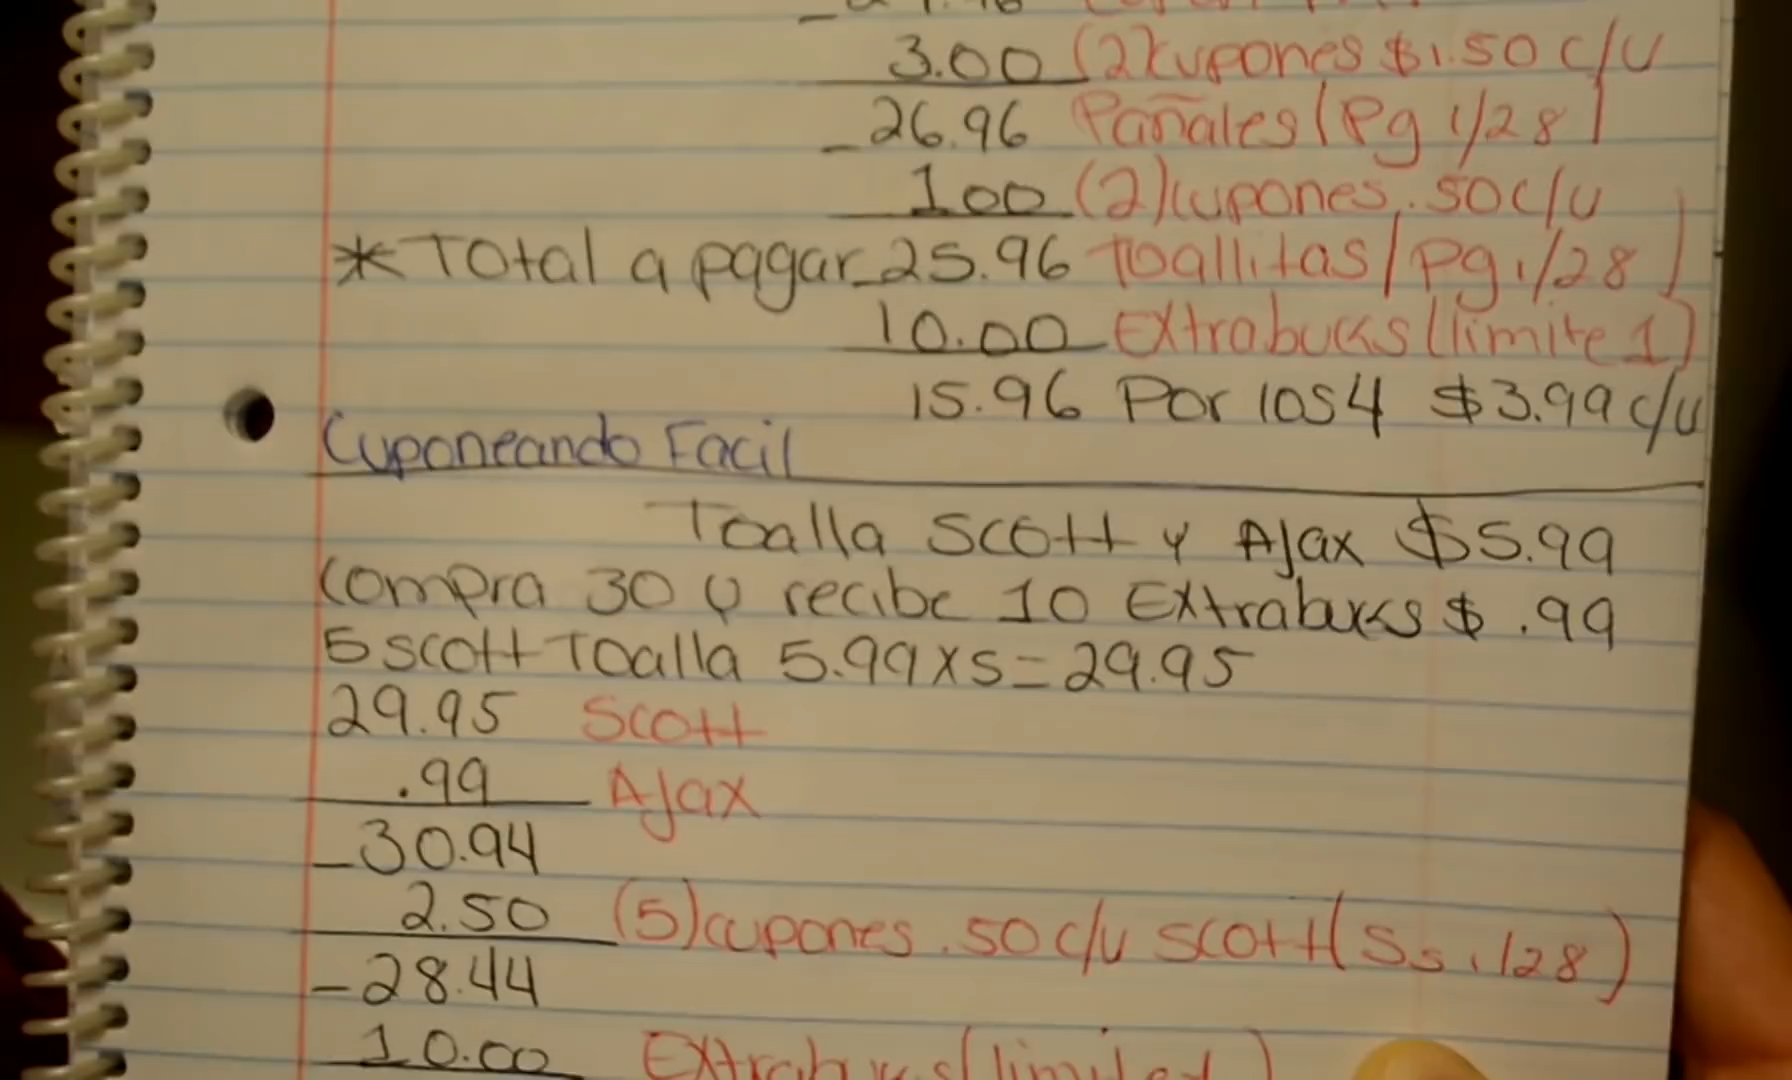 3.00 (2)cupones $1.50 c/u
-26.96 Pañales (Pg 1/28)
1.00 (2)cupones .50 c/u
*Total a pagar-25.96 Toallitas (Pg 1/28)
10.00 Extrabucks (limite 1)
15.96 Por los 4 $3.99 c/u
Cuponeando Facil
Toalla Scott y Ajax $5.99
Compra 30 y recibe 10 Extrabucks $ .99
5 Scott Toalla 5.99x5=29.95
29.95 Scott
.99 Ajax
-30.94
2.50 (5)cupones .50 c/u Scott (Ss 1/28)
-28.44
10.00 Extrabucks (limite 1)